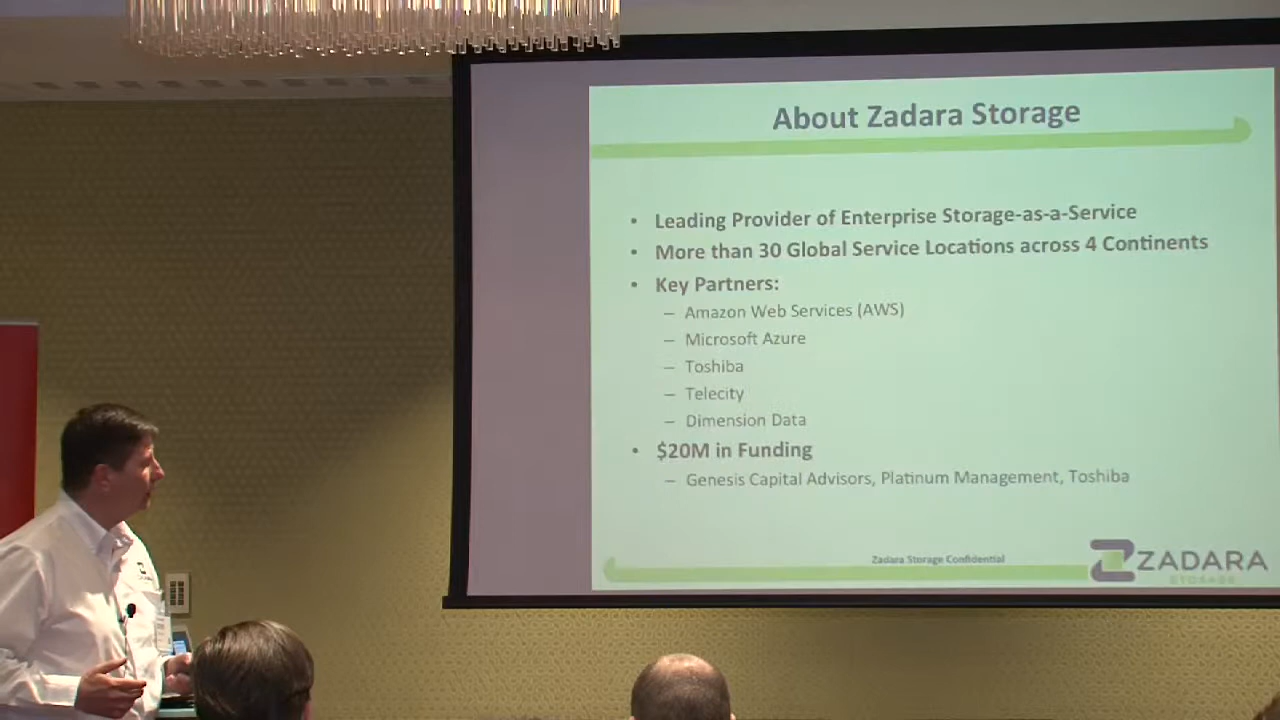 About Zadara Storage
• Leading Provider of Enterprise Storage-as-a-Service
• More than 30 Global Service Locations across 4 Continents
• Key Partners:
– Amazon Web Services (AWS)
– Microsoft Azure
– Toshiba
– Telecity
– Dimension Data
• $20M in Funding
– Genesis Capital Advisors, Platinum Management, Toshiba
Zadara Storage Confidential
ZADARA
STORAGE